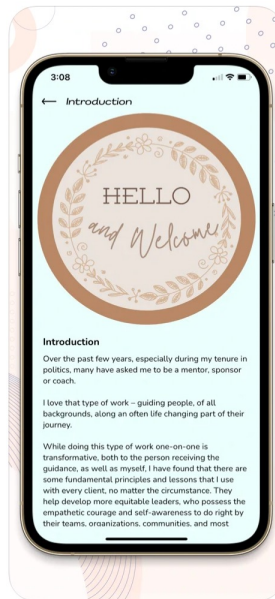 3:08
← Introduction
HELLO
and Welcome
Introduction
Over the past few years, especially during my tenure in
politics, many have asked me to be a mentor, sponsor
or coach.
I love that type of work – guiding people, of all
backgrounds, along an often life changing part of their
journey.
While doing this type of work one-on-one is
transformative, both to the person receiving the
guidance, as well as myself, I have found that there are
some fundamental principles and lessons that I use
with every client, no matter the circumstance. They
help develop more equitable leaders, who possess the
empathetic courage and self-awareness to do right by
their teams, organizations, communities, and most